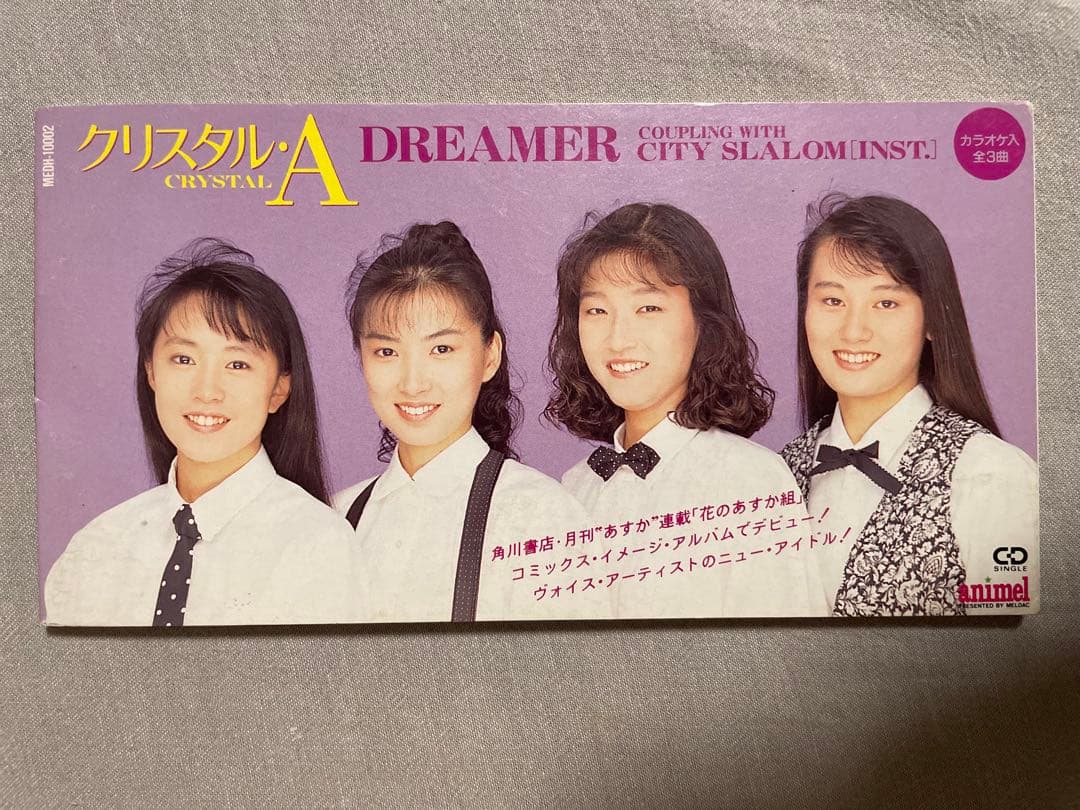 MEDH-10002
クリスタル・A
CRYSTAL
DREAMER
COUPLING WITH
CITY SLALOM[INST.]
カラオケ入
全3曲
角川書店・月刊“あすか”連載「花のあすか組」
コミックス・イメージ・アルバムでデビュー!
ヴォイス・アーティストのニュー・アイドル!
CD
SINGLE
animel
PRESENTED BY MELDAC